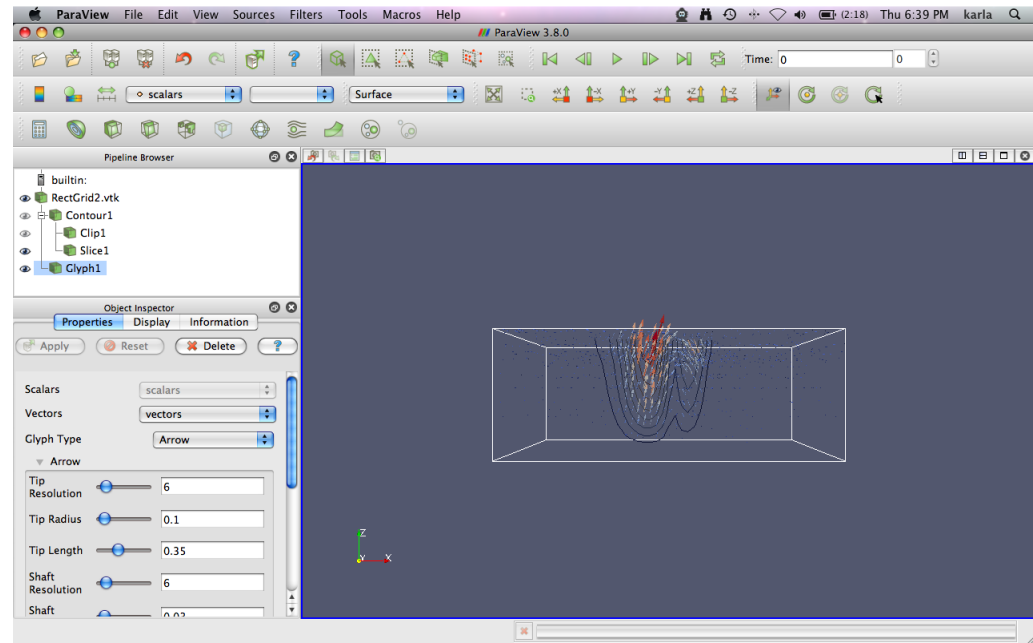 ParaView File Edit View Sources Filters Tools Macros Help (2:18) Thu 6:39 PM karla
ParaView 3.8.0
Time: 0 0
scalars Surface +X -X +Y -Y +Z -Z
Pipeline Browser
builtin:
RectGrid2.vtk
Contour1
Clip1
Slice1
Glyph1
Object Inspector
Properties Display Information
Apply Reset Delete ?
Scalars scalars
Vectors vectors
Glyph Type Arrow
Arrow
Tip
Resolution 6
Tip Radius 0.1
Tip Length 0.35
Shaft
Resolution 6
Shaft
Z
Y X